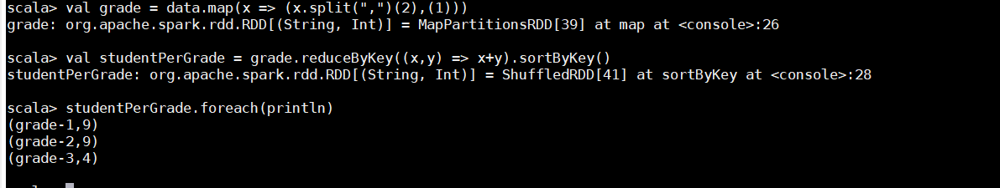 scala> val grade = data.map(x => (x.split(",")(2),(1)))
grade: org.apache.spark.rdd.RDD[(String, Int)] = MapPartitionsRDD[39] at map at <console>:26
scala> val studentPerGrade = grade.reduceByKey((x,y) => x+y).sortByKey()
studentPerGrade: org.apache.spark.rdd.RDD[(String, Int)] = ShuffledRDD[41] at sortByKey at <console>:28
scala> studentPerGrade.foreach(println)
(grade-1,9)
(grade-2,9)
(grade-3,4)